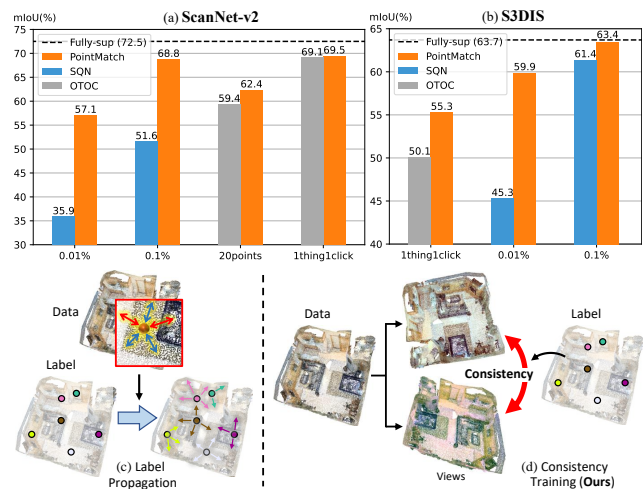 mIoU(%)
(a) ScanNet-v2
75
70
65
60
55
50
45
40
35
30
Fully-sup (72.5)
PointMatch
SQN
OTOC
35.9
57.1
51.6
68.8
59.4
62.4
69.1
69.5
0.01%
0.1%
20points
1thing1click
mIoU(%)
(b) S3DIS
65
60
55
50
45
40
Fully-sup (63.7)
PointMatch
SQN
OTOC
50.1
55.3
45.3
59.9
61.4
63.4
1thing1click
0.01%
0.1%
Data
Label
(c) Label
Propagation
Data
Label
Consistency
Views
(d) Consistency
Training (Ours)